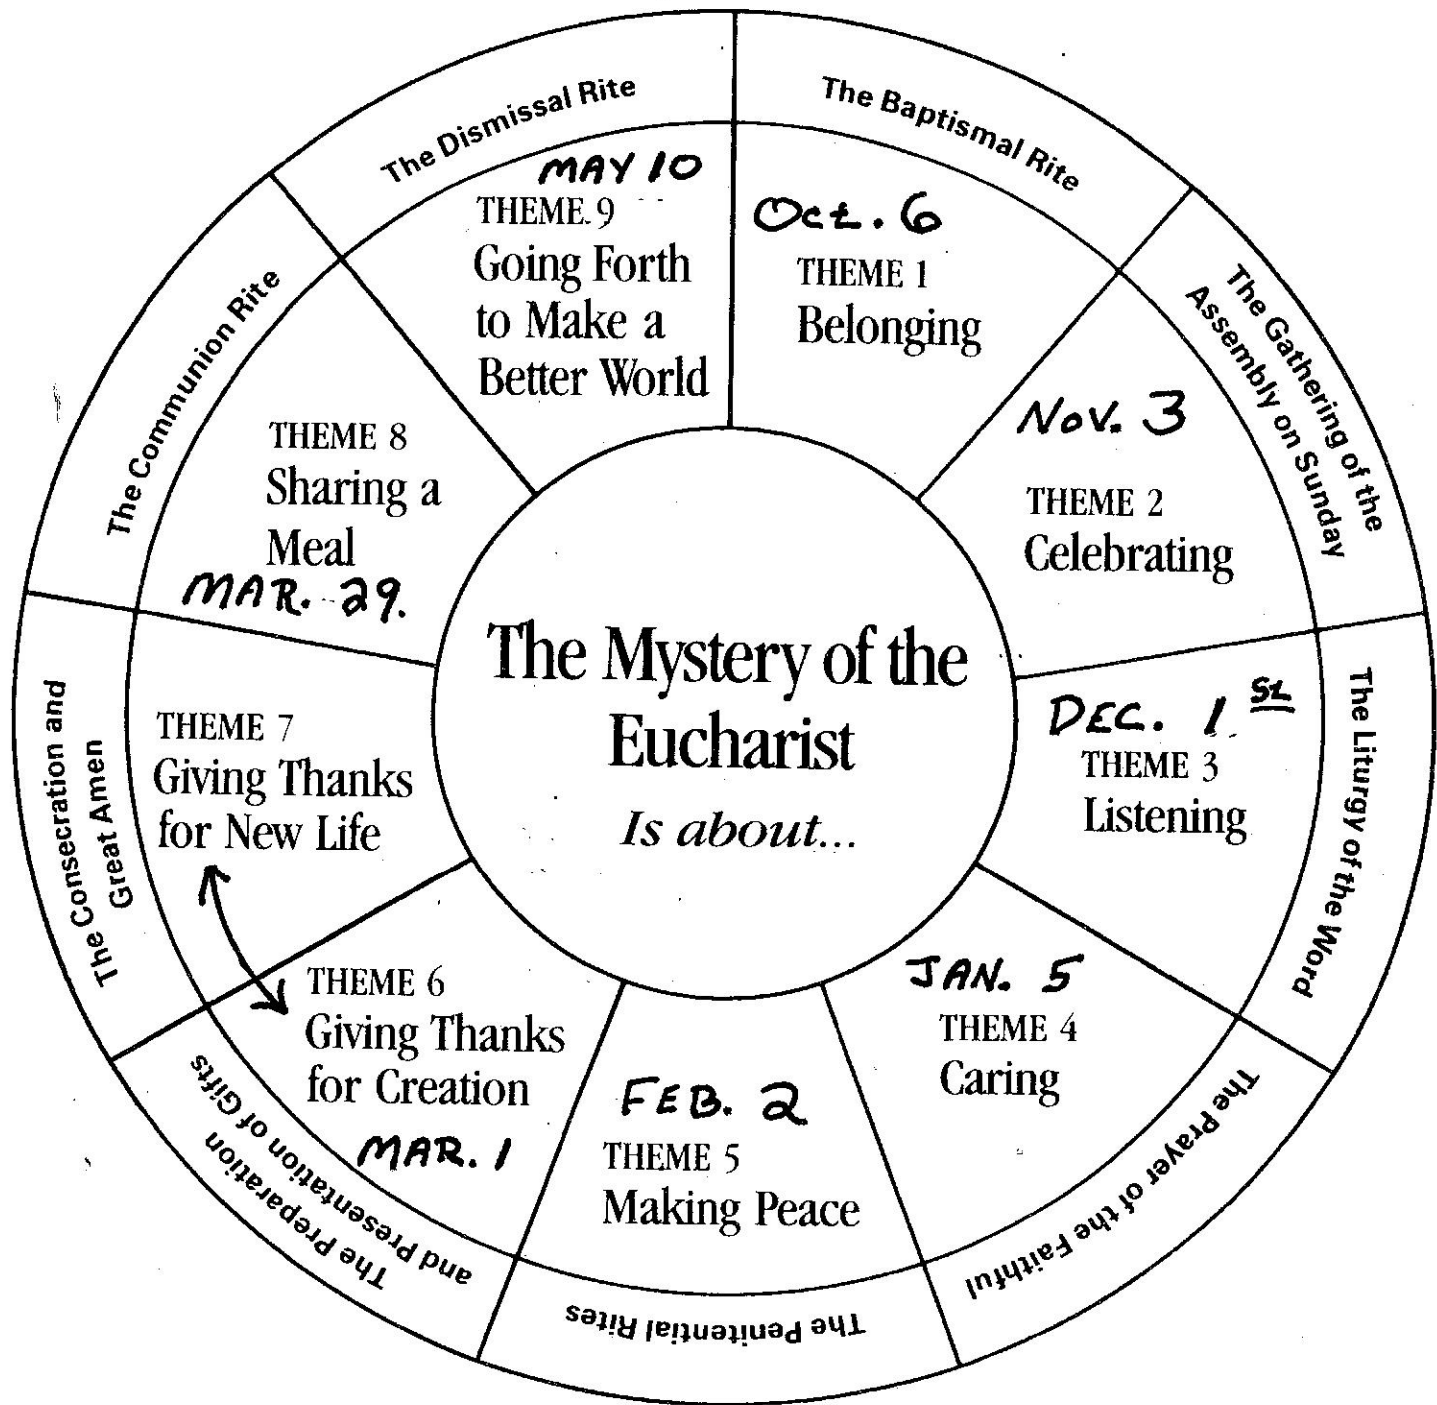 The Mystery of the
Eucharist
Is about...
The Baptismal Rite
Oct. 6
THEME 1
Belonging
The Gathering of the
Assembly on Sunday
Nov. 3
THEME 2
Celebrating
The Liturgy of the Word
DEC. 1 st
THEME 3
Listening
The Prayer of the Faithful
JAN. 5
THEME 4
Caring
The Penitential Rites
FEB. 2
THEME 5
Making Peace
The Preparation
and Presentation of Gifts
THEME 6
Giving Thanks
for Creation
MAR. 1
The Consecration and
Great Amen
THEME 7
Giving Thanks
for New Life
The Communion Rite
THEME 8
Sharing a
Meal
MAR. 29.
The Dismissal Rite
MAY 10
THEME 9
Going Forth
to Make a
Better World